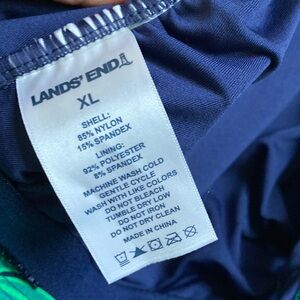 LANDS' END
XL
SHELL:
85% NYLON
15% SPANDEX
LINING:
92% POLYESTER
8% SPANDEX
MACHINE WASH COLD
GENTLE CYCLE
WASH WITH LIKE COLORS
DO NOT BLEACH
TUMBLE DRY LOW
DO NOT IRON
DO NOT DRY CLEAN
MADE IN CHINA